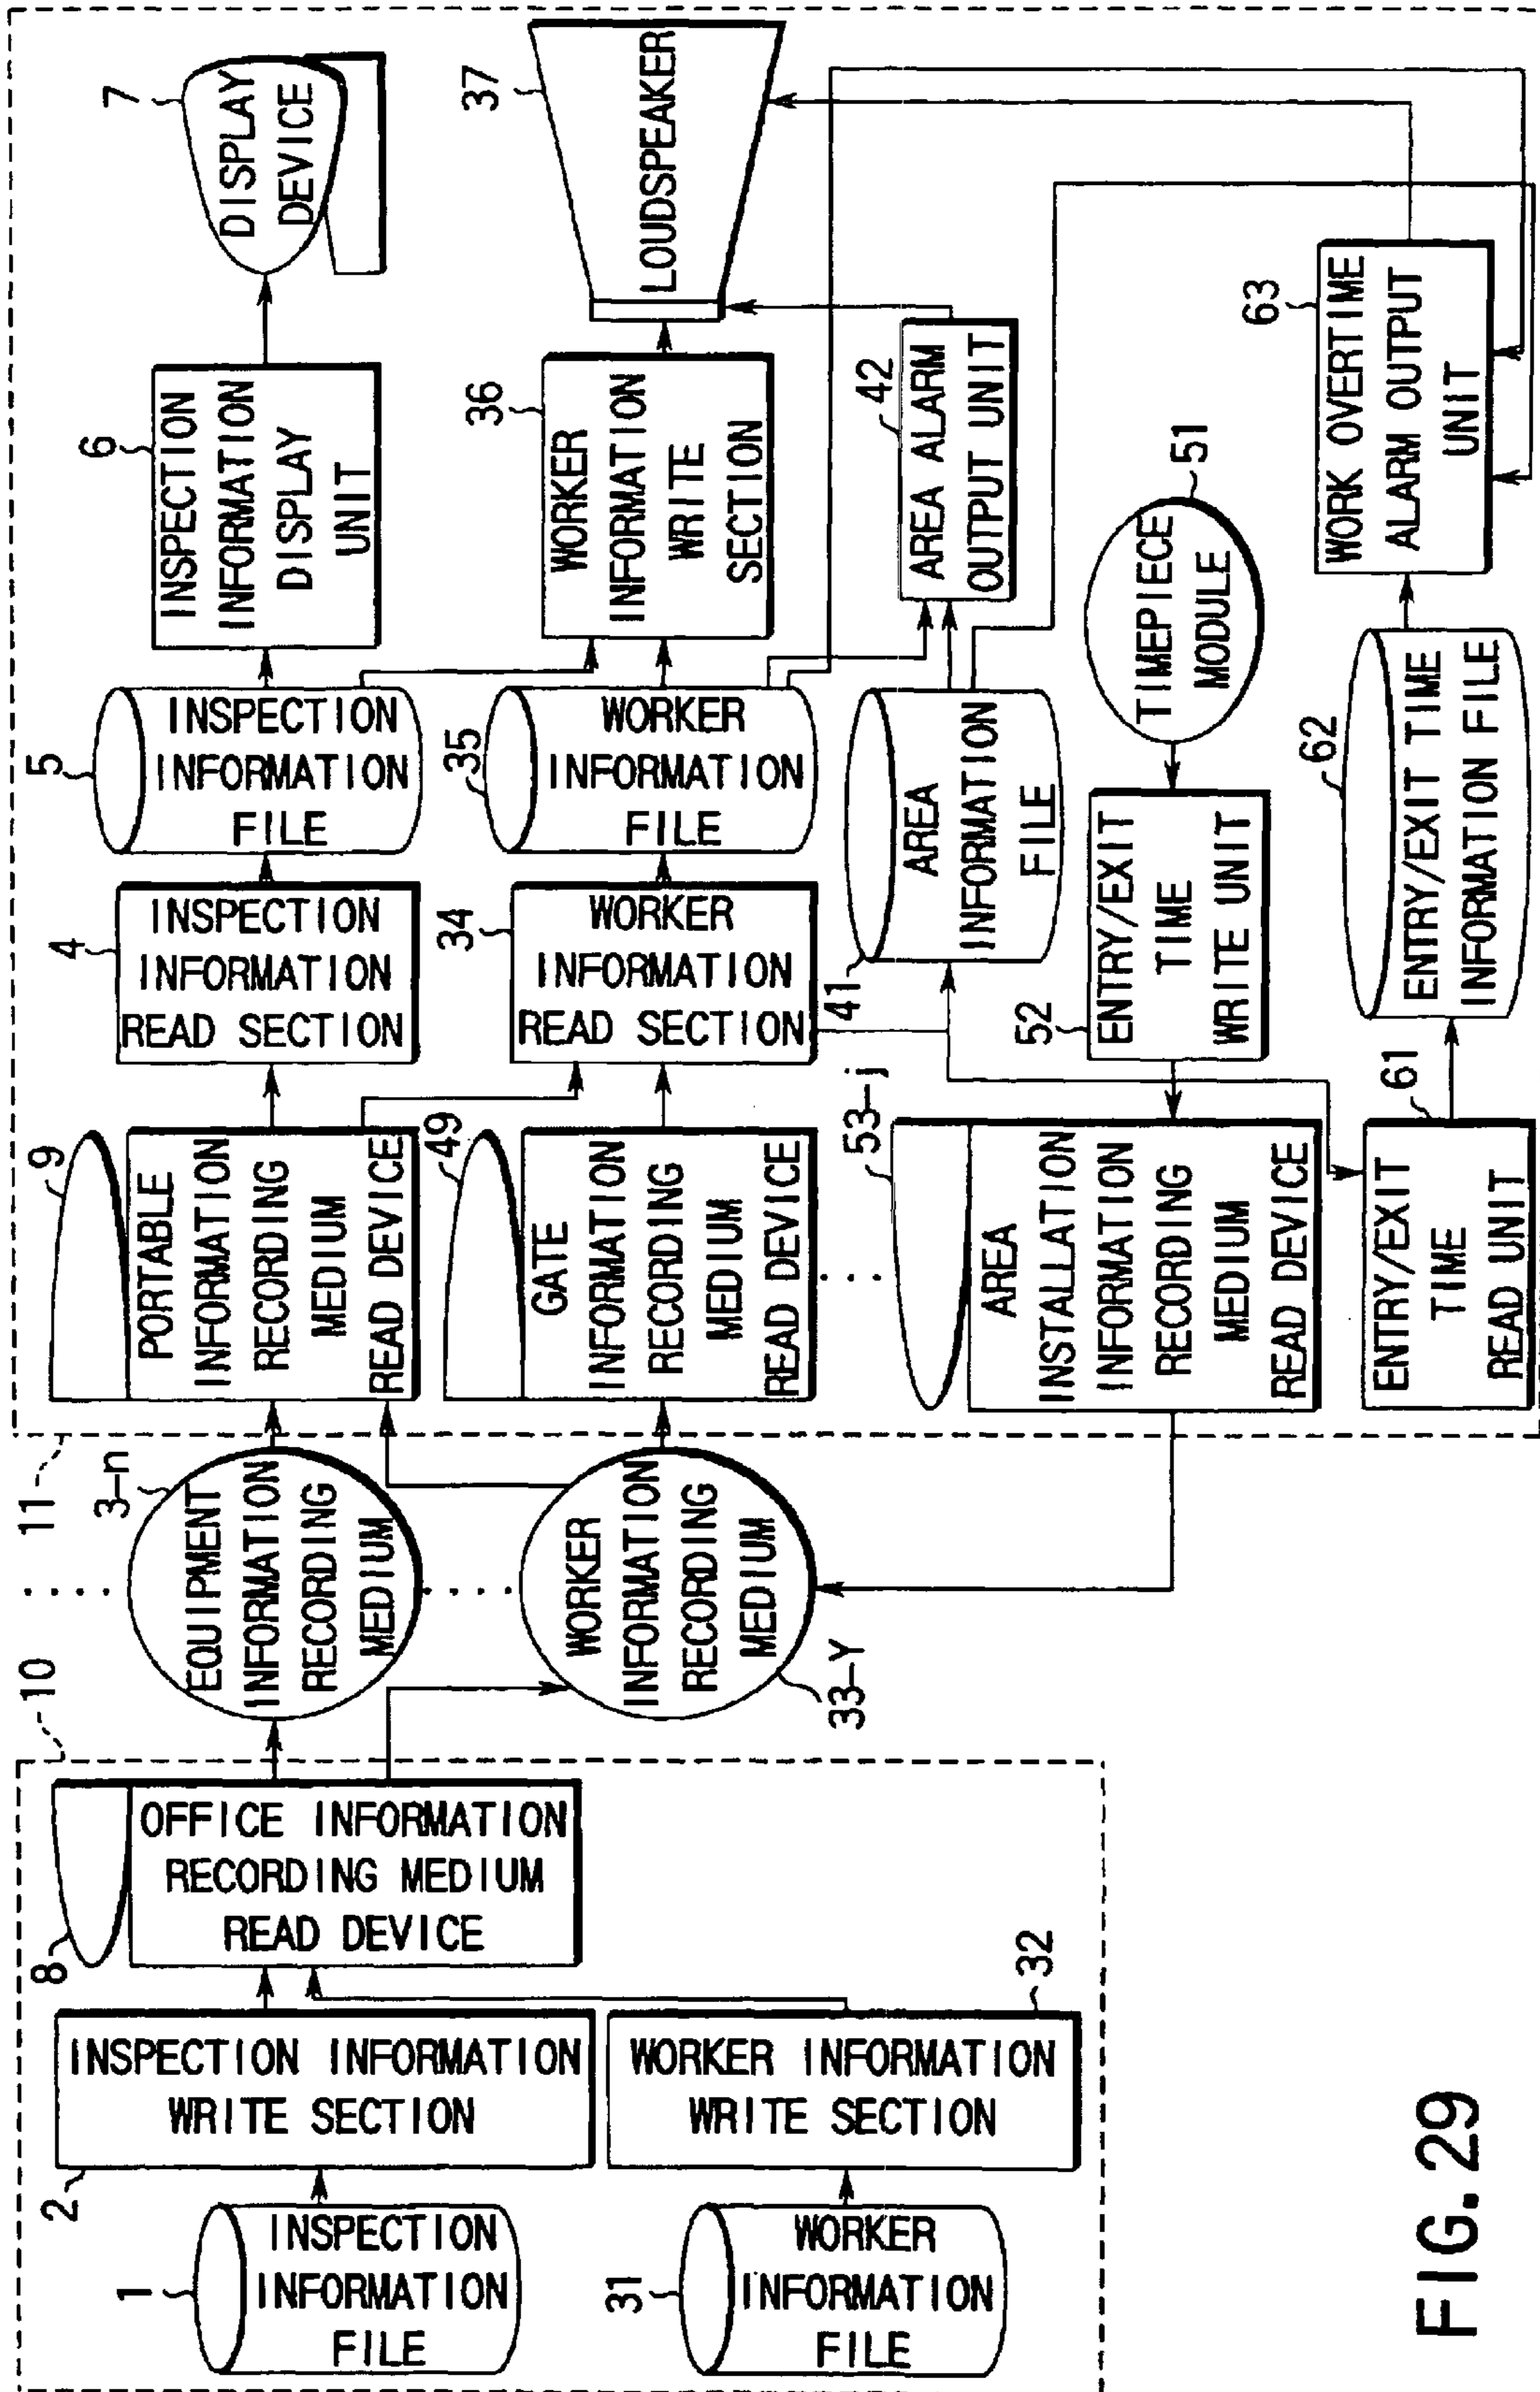 1
INSPECTION
INFORMATION
FILE
2
INSPECTION INFORMATION
WRITE SECTION
31
WORKER
INFORMATION
FILE
WORKER INFORMATION
WRITE SECTION
32
8
OFFICE INFORMATION
RECORDING MEDIUM
READ DEVICE
10
11
3-n
EQUIPMENT
INFORMATION
RECORDING
MEDIUM
WORKER
INFORMATION
RECORDING
MEDIUM
33-Y
9
PORTABLE
INFORMATION
RECORDING
MEDIUM
READ DEVICE
49
GATE
INFORMATION
RECORDING
MEDIUM
READ DEVICE
53-j
AREA
INSTALLATION
INFORMATION
RECORDING
MEDIUM
READ DEVICE
61
ENTRY/EXIT
TIME
READ UNIT
4
INSPECTION
INFORMATION
READ SECTION
34
WORKER
INFORMATION
READ SECTION
5
INSPECTION
INFORMATION
FILE
35
WORKER
INFORMATION
FILE
41
AREA
INFORMATION
FILE
52
ENTRY/EXIT
TIME
WRITE UNIT
62
ENTRY/EXIT TIME
INFORMATION FILE
6
INSPECTION
INFORMATION
DISPLAY
UNIT
36
WORKER
INFORMATION
WRITE
SECTION
42
AREA ALARM
OUTPUT UNIT
TIMEPIECE
MODULE
51
63
WORK OVERTIME
ALARM OUTPUT
UNIT
7
DISPLAY
DEVICE
37
LOUDSPEAKER
FIG. 29